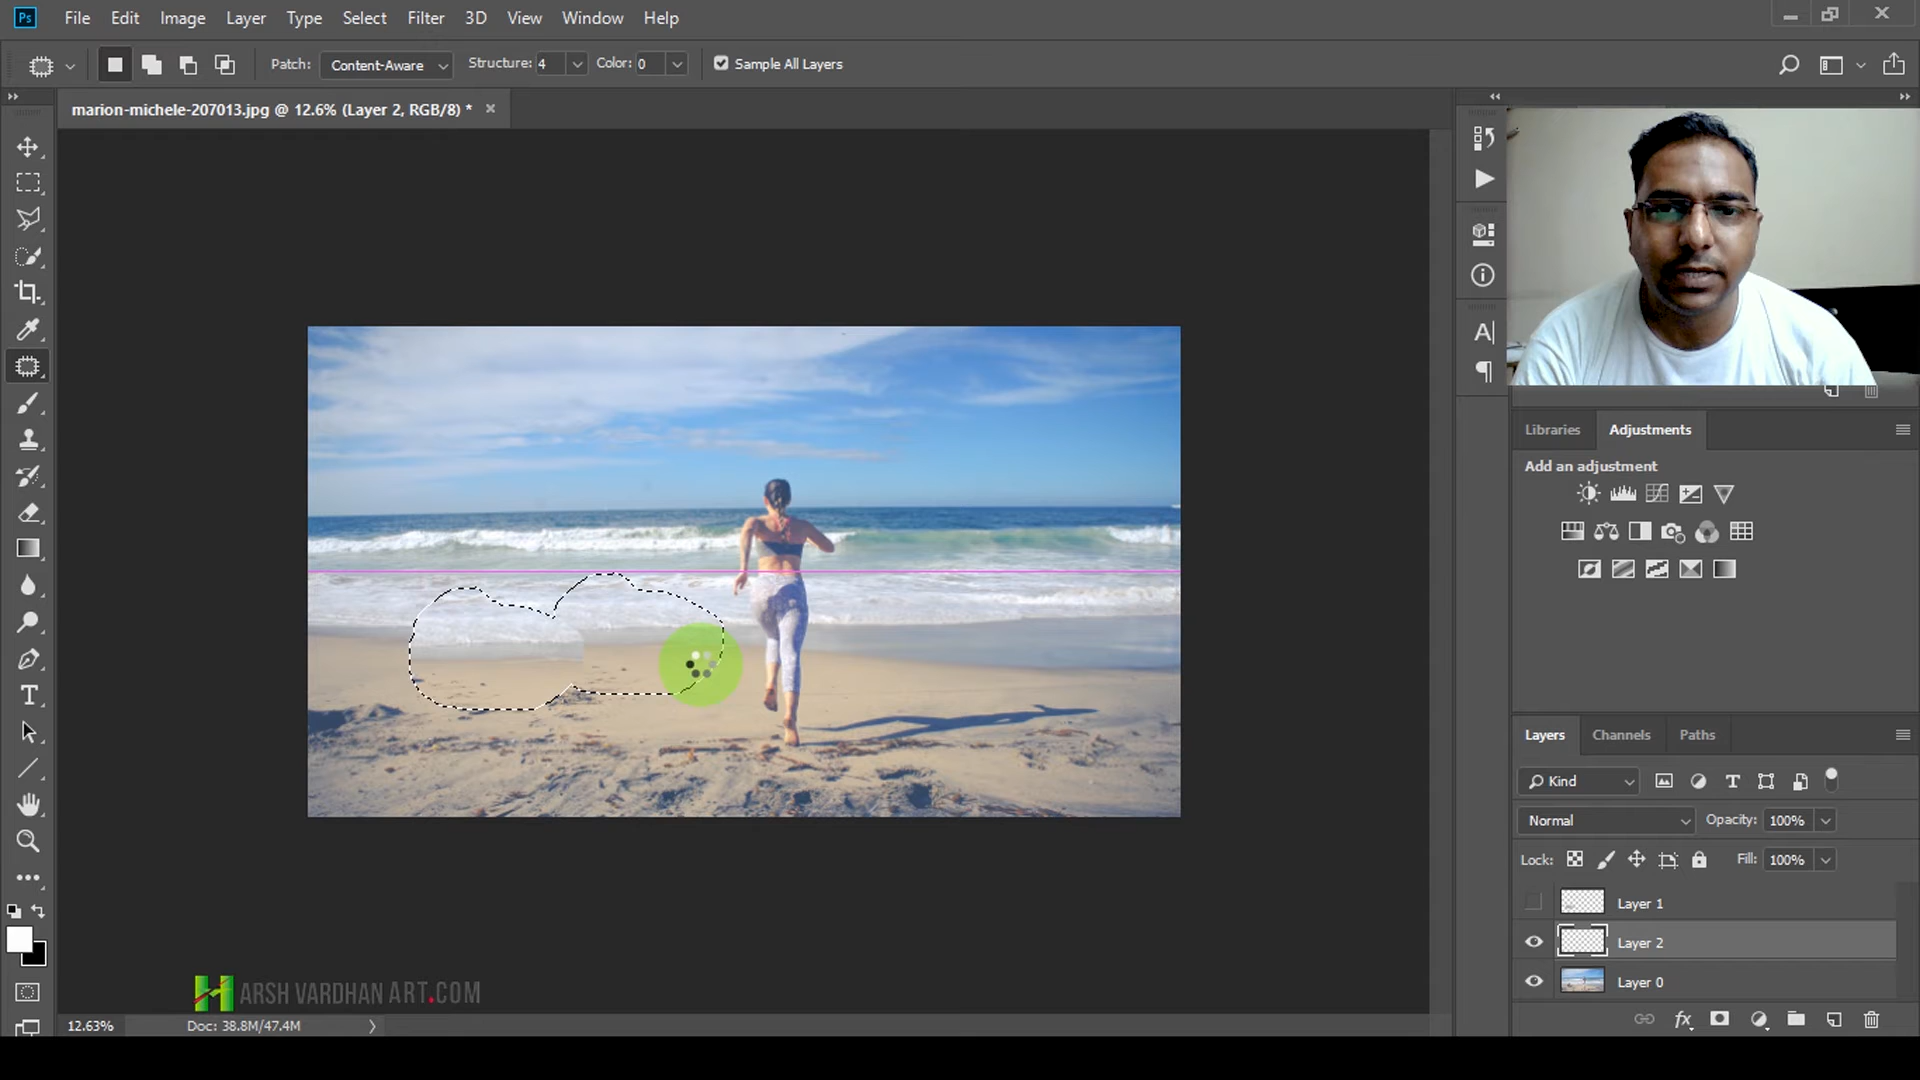 Ps File Edit Image Layer Type Select Filter 3D View Window Help
Patch: Content-Aware Structure: 4 Color: 0 Sample All Layers
marion-michele-207013.jpg @ 12.6% (Layer 2, RGB/8) *
Libraries Adjustments
Add an adjustment
Layers Channels Paths
Kind
Normal Opacity: 100%
Lock: Fill: 100%
Layer 1
Layer 2
Layer 0
fx
HARSH VARDHAN ART.COM
12.63% Doc: 38.8M/47.4M